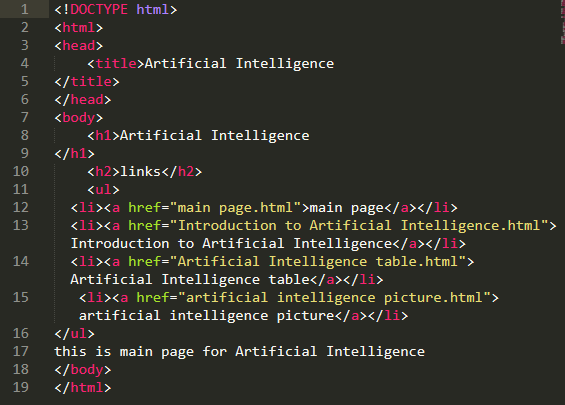 1 <!DOCTYPE html>
2 <html>
3 <head>
4     <title>Artificial Intelligence
5 </title>
6 </head>
7 <body>
8     <h1>Artificial Intelligence
9 </h1>
10     <h2>links</h2>
11     <ul>
12   <li><a href="main page.html">main page</a></li>
13   <li><a href="Introduction to Artificial Intelligence.html">
  Introduction to Artificial Intelligence</a></li>
14   <li><a href="Artificial Intelligence table.html">
  Artificial Intelligence table</a></li>
15    <li><a href="artificial intelligence picture.html">
   artificial intelligence picture</a></li>
16 </ul>
17 this is main page for Artificial Intelligence
18 </body>
19 </html>